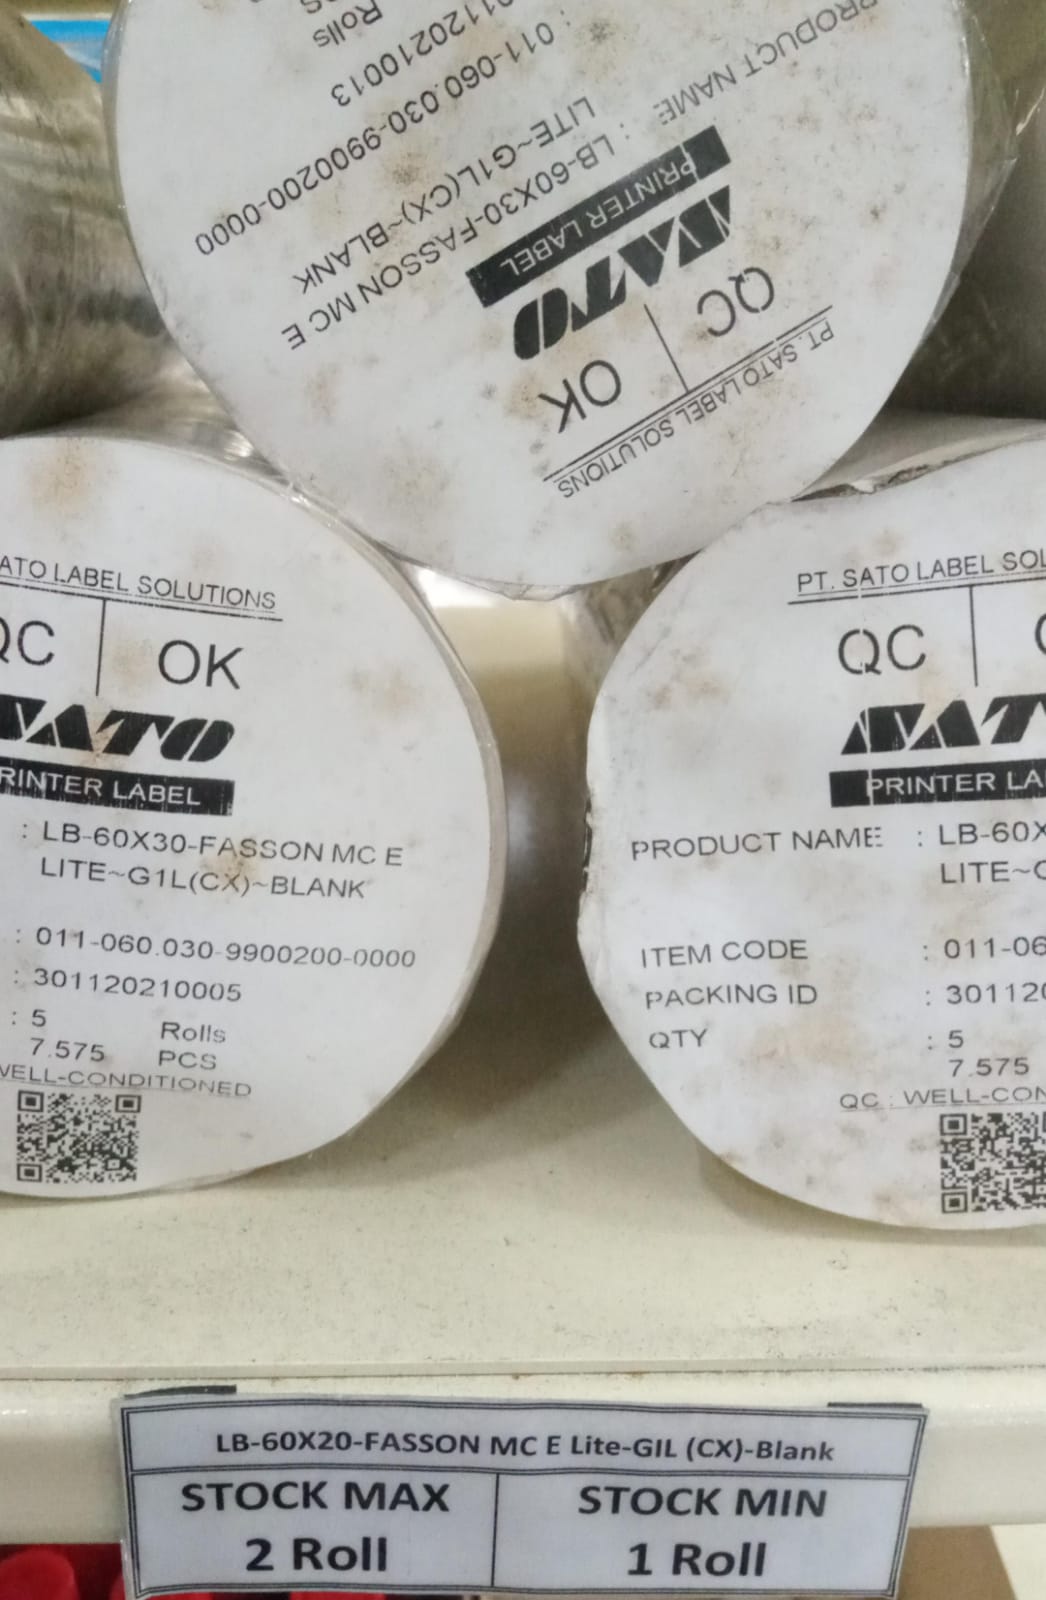 PT. SATO LABEL SOLUTIONS
QC OK
SATO
PRINTER LABEL
PRODUCT NAME : LB-60X30-FASSON MC E
LITE~G1L(CX)~BLANK
: 011-060.030-9900200-0000
Rolls
ATO LABEL SOLUTIONS
QC OK
SATO
PRINTER LABEL
: LB-60X30-FASSON MC E
LITE~G1L(CX)~BLANK
: 011-060.030-9900200-0000
: 301120210005
: 5 Rolls
7.575 PCS
WELL-CONDITIONED
PT. SATO LABEL SOL
QC
SAT
PRINTER LA
PRODUCT NAME : LB-60X
LITE~
ITEM CODE : 011-06
PACKING ID : 301120
QTY : 5
7.575
QC : WELL-CON
LB-60X20-FASSON MC E Lite-GIL (CX)-Blank
STOCK MAX STOCK MIN
2 Roll 1 Roll